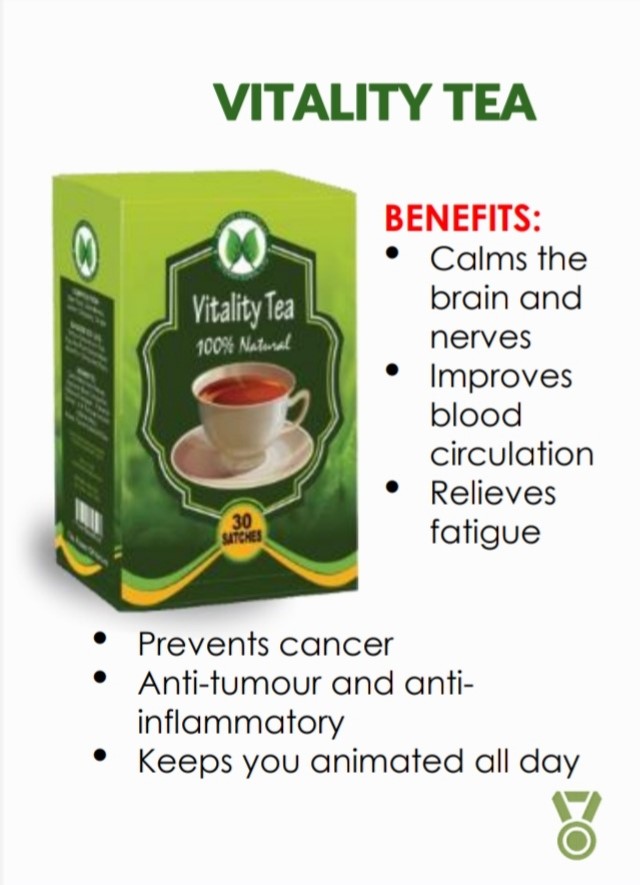 VITALITY TEA
Vitality Tea
100% Natural
30
SATCHES
BENEFITS:
• Calms the
brain and
nerves
• Improves
blood
circulation
• Relieves
fatigue
• Prevents cancer
• Anti-tumour and anti-
inflammatory
• Keeps you animated all day